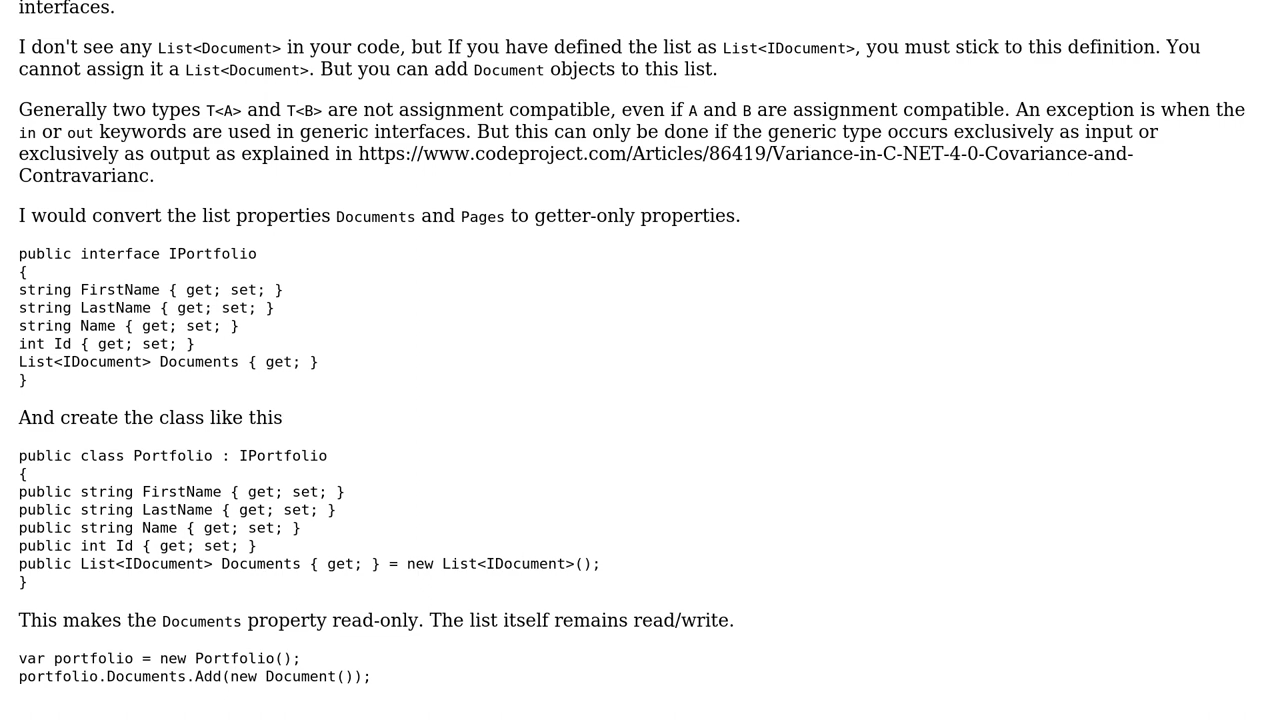 interfaces.
I don't see any List<Document> in your code, but If you have defined the list as List<IDocument>, you must stick to this definition. You
cannot assign it a List<Document>. But you can add Document objects to this list.
Generally two types T<A> and T<B> are not assignment compatible, even if A and B are assignment compatible. An exception is when the
in or out keywords are used in generic interfaces. But this can only be done if the generic type occurs exclusively as input or
exclusively as output as explained in https://www.codeproject.com/Articles/86419/Variance-in-C-NET-4-0-Covariance-and-
Contravarianc.
I would convert the list properties Documents and Pages to getter-only properties.
public interface IPortfolio
{
string FirstName { get; set; }
string LastName { get; set; }
string Name { get; set; }
int Id { get; set; }
List<IDocument> Documents { get; }
}
And create the class like this
public class Portfolio : IPortfolio
{
public string FirstName { get; set; }
public string LastName { get; set; }
public string Name { get; set; }
public int Id { get; set; }
public List<IDocument> Documents { get; } = new List<IDocument>();
}
This makes the Documents property read-only. The list itself remains read/write.
var portfolio = new Portfolio();
portfolio.Documents.Add(new Document());